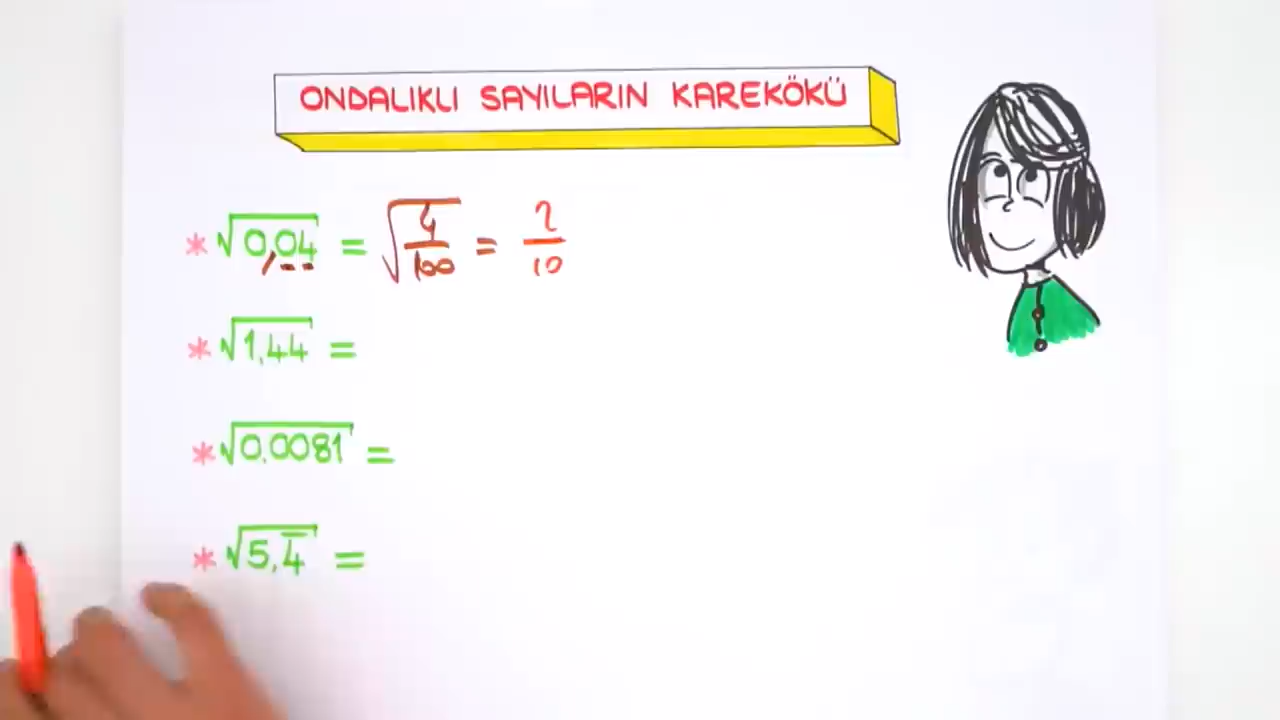 ONDALIKLI SAYILARIN KAREKÖKÜ
* √0,04 = √4/100 = 2/10
* √1,44 =
* √0,0081 =
* √5,4̅ =